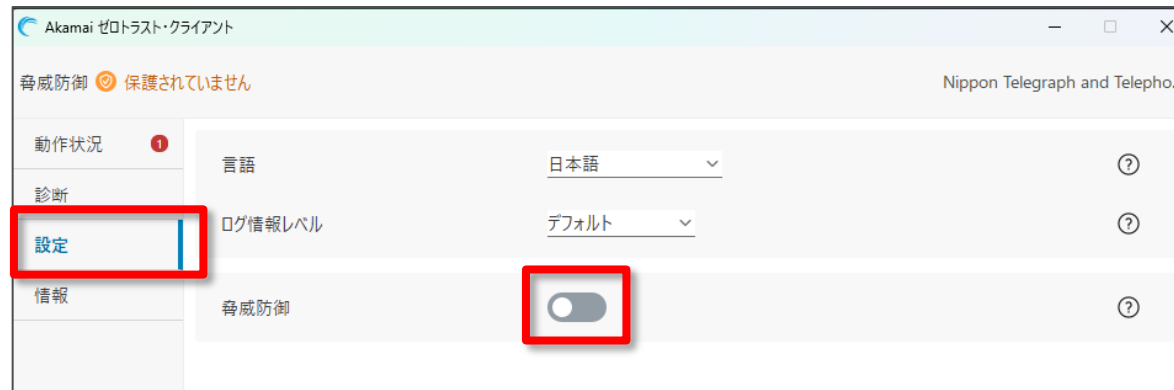 Akamai ゼロトラスト・クライアント
脅威防御 保護されていません
Nippon Telegraph and Telepho.
動作状況 1
診断
設定
情報
言語 日本語
ログ情報レベル デフォルト
脅威防御